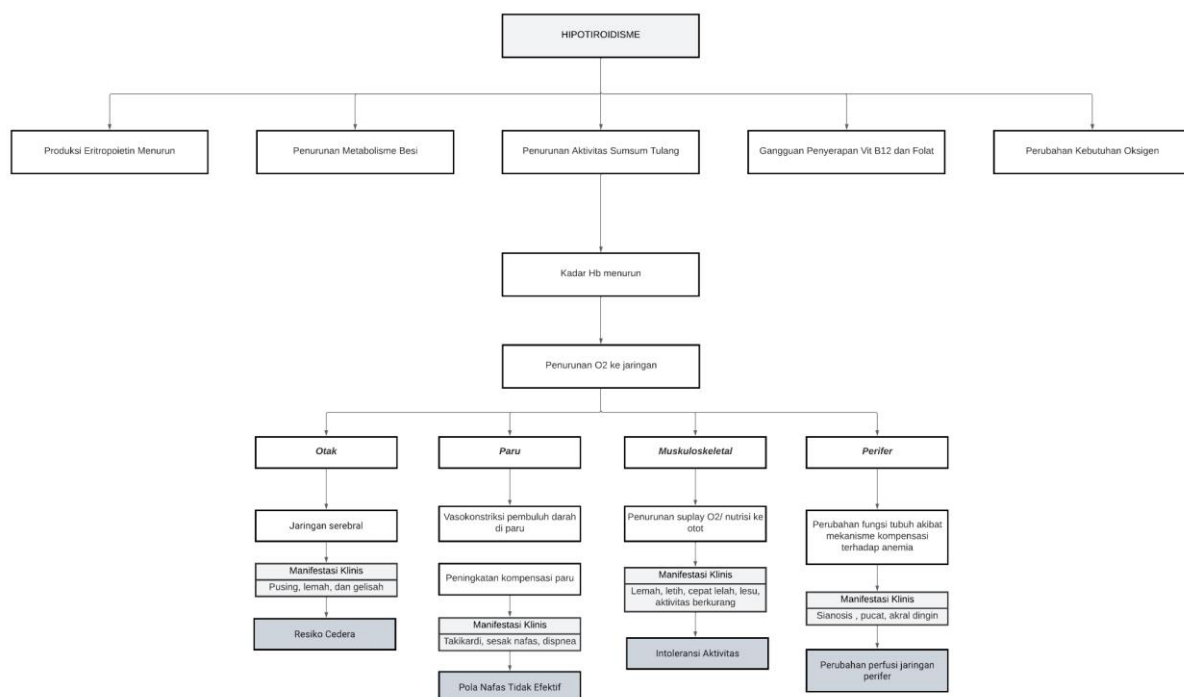 HIPOTIROIDISME
Produksi Eritropoietin Menurun
Penurunan Metabolisme Besi
Penurunan Aktivitas Sumsum Tulang
Gangguan Penyerapan Vit B12 dan Folat
Perubahan Kebutuhan Oksigen
Kadar Hb menurun
Penurunan O2 ke jaringan
Otak
Jaringan serebral
Manifestasi Klinis
Pusing, lemah, dan gelisah
Resiko Cedera
Paru
Vasokonstriksi pembuluh darah
di paru
Peningkatan kompensasi paru
Manifestasi Klinis
Takikardi, sesak nafas, dispnea
Pola Nafas Tidak Efektif
Muskuloskeletal
Penurunan suplay O2/ nutrisi ke
otot
Manifestasi Klinis
Lemah, letih, cepat lelah, lesu,
aktivitas berkurang
Intoleransi Aktivitas
Perifer
Perubahan fungsi tubuh akibat
mekanisme kompensasi
terhadap anemia
Manifestasi Klinis
Sianosis , pucat, akral dingin
Perubahan perfusi jaringan
perifer